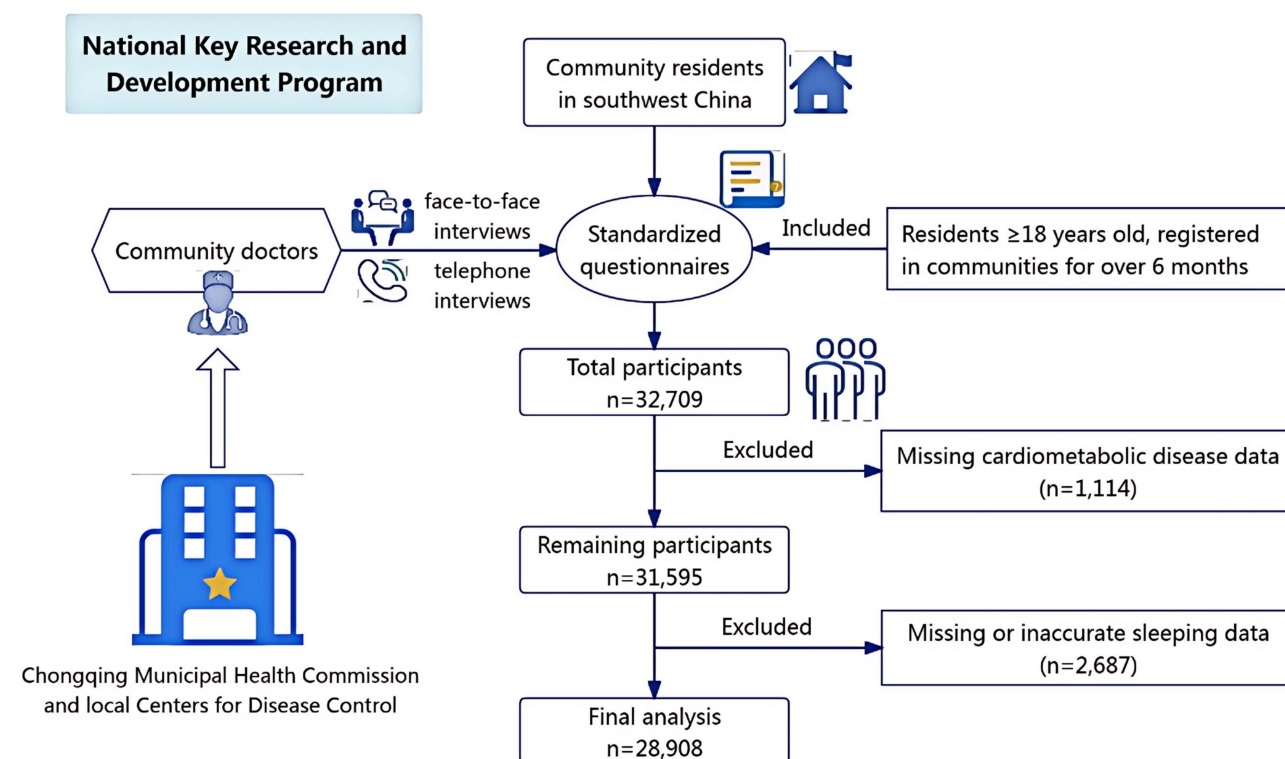 National Key Research and
Development Program
Community residents
in southwest China
Community doctors
face-to-face
interviews
telephone
interviews
Standardized
questionnaires
Included
Residents ≥18 years old, registered
in communities for over 6 months
Total participants
n=32,709
Excluded
Missing cardiometabolic disease data
(n=1,114)
Remaining participants
n=31,595
Excluded
Missing or inaccurate sleeping data
(n=2,687)
Chongqing Municipal Health Commission
and local Centers for Disease Control
Final analysis
n=28,908